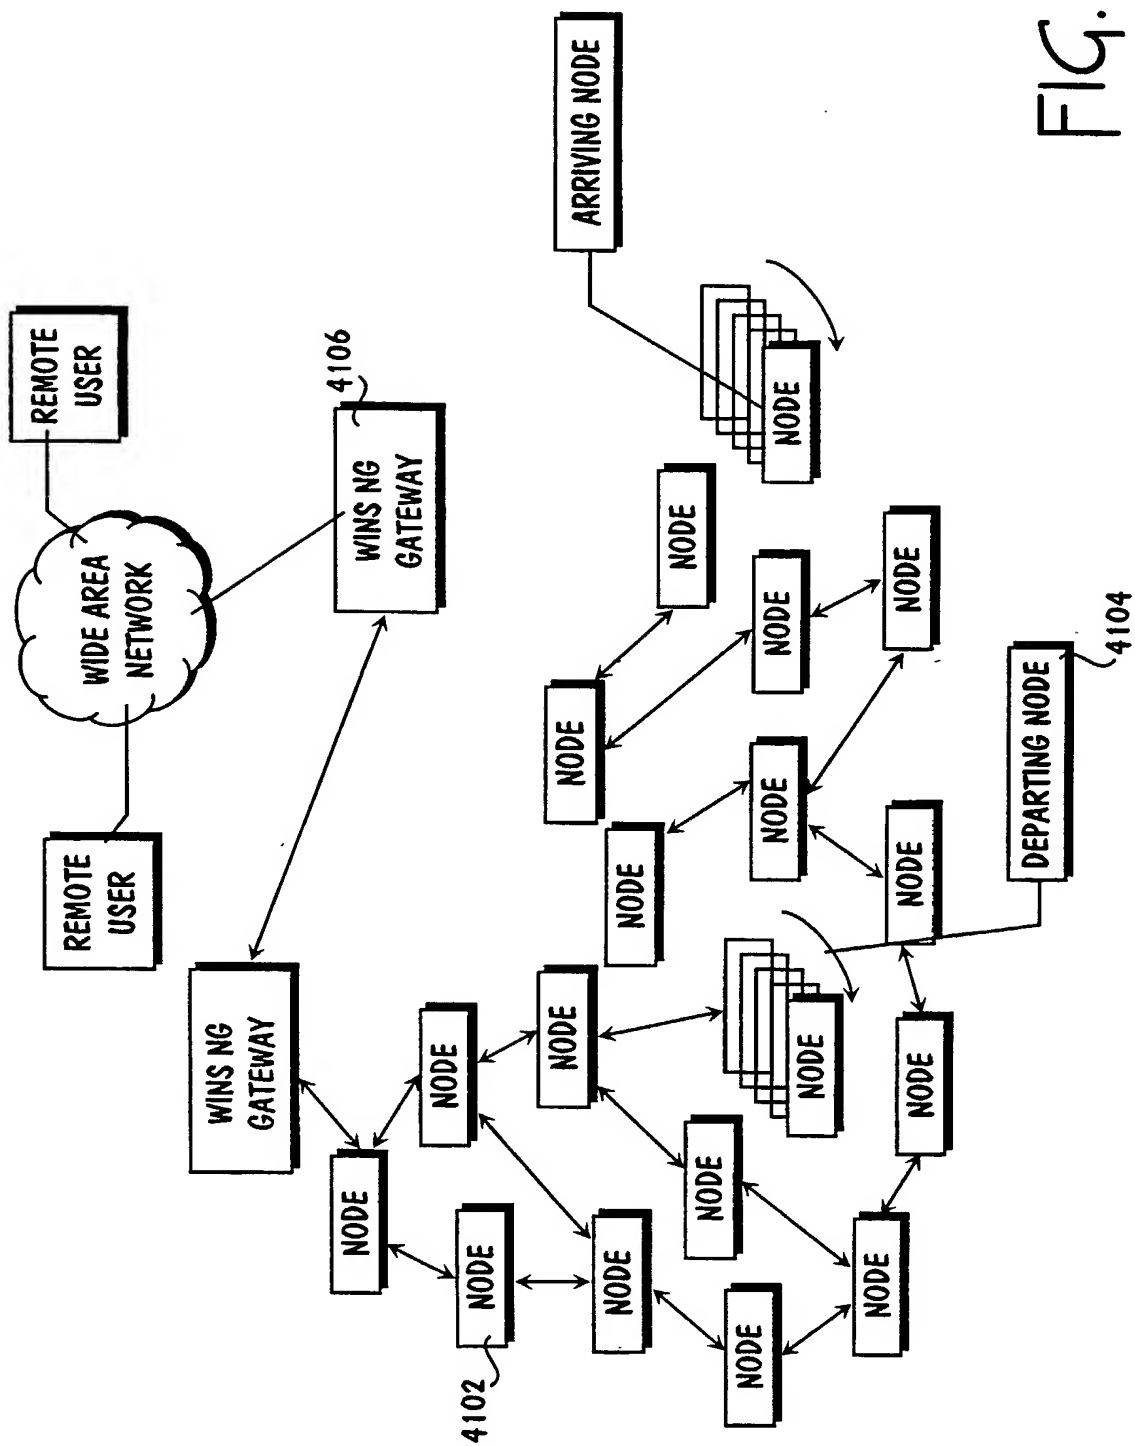 REMOTE
USER
WIDE AREA
NETWORK
REMOTE
USER
WINS NG
GATEWAY
4106
WINS NG
GATEWAY
NODE
NODE
4102
NODE
NODE
NODE
ARRIVING NODE
NODE
NODE
NODE
NODE
NODE
NODE
NODE
NODE
NODE
NODE
NODE
NODE
NODE
DEPARTING NODE
4104
FIG.